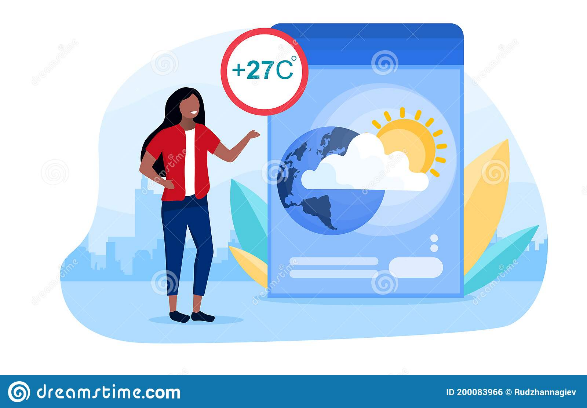 +27C°
dreamstime.com
ID 200083966 © Rudzhannagiev